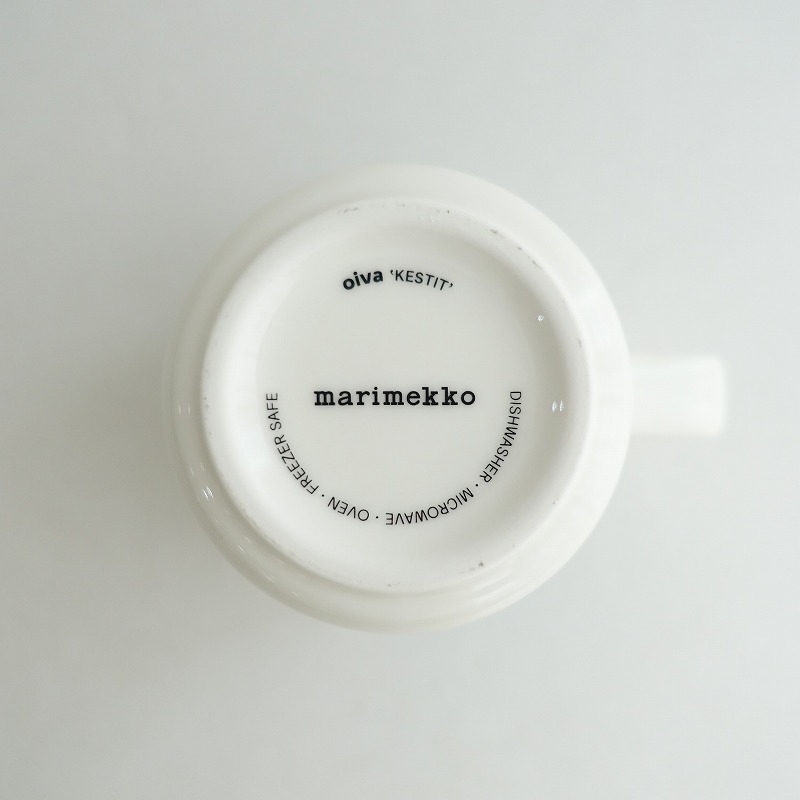 oiva 'KESTIT'
marimekko
DISHWASHER · MICROWAVE · OVEN · FREEZER SAFE